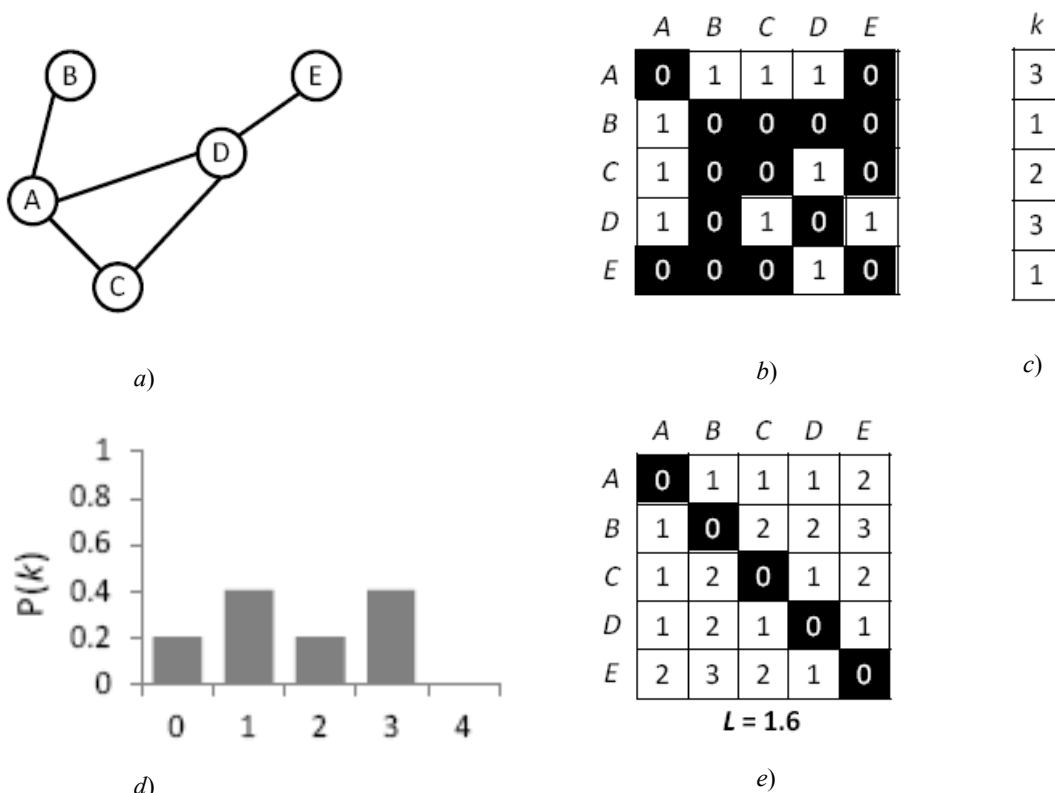 B
E
D
A
C
a)
A B C D E
A 0 1 1 1 0
B 1 0 0 0 0
C 1 0 0 1 0
D 1 0 1 0 1
E 0 0 0 1 0
b)
k
3
1
2
3
1
c)
P(k)
1
0.8
0.6
0.4
0.2
0
0 1 2 3 4
d)
A B C D E
A 0 1 1 1 2
B 1 0 2 2 3
C 1 2 0 1 2
D 1 2 1 0 1
E 2 3 2 1 0
L = 1.6
e)